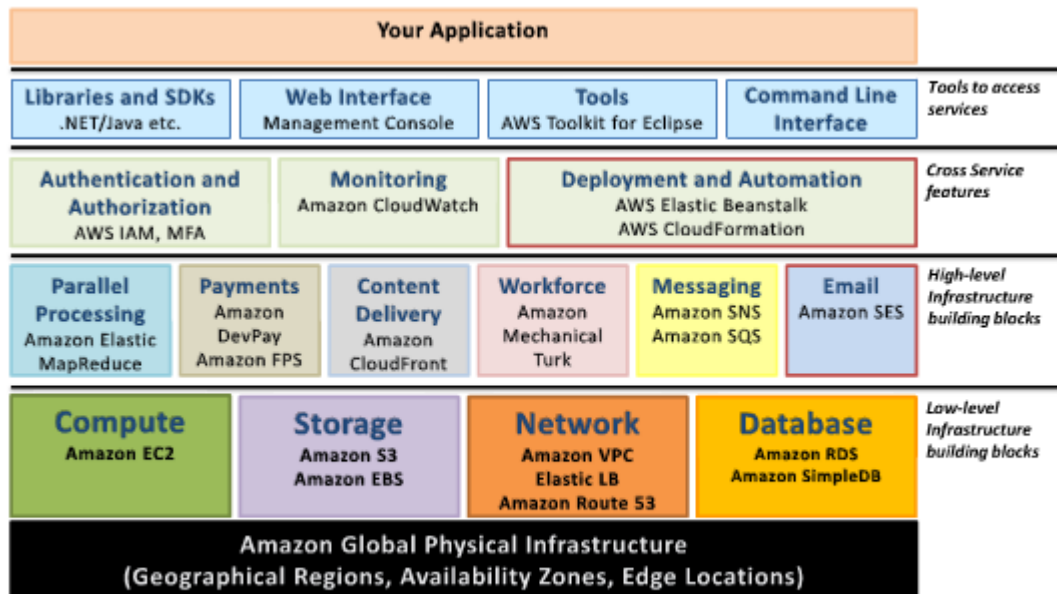 Your Application
Libraries and SDKs
.NET/Java etc.
Web Interface
Management Console
Tools
AWS Toolkit for Eclipse
Command Line
Interface
Tools to access
services
Authentication and
Authorization
AWS IAM, MFA
Monitoring
Amazon CloudWatch
Deployment and Automation
AWS Elastic Beanstalk
AWS CloudFormation
Cross Service
features
Parallel
Processing
Amazon Elastic
MapReduce
Payments
Amazon
DevPay
Amazon FPS
Content
Delivery
Amazon
CloudFront
Workforce
Amazon
Mechanical
Turk
Messaging
Amazon SNS
Amazon SQS
Email
Amazon SES
High-level
Infrastructure
building blocks
Compute
Amazon EC2
Storage
Amazon S3
Amazon EBS
Network
Amazon VPC
Elastic LB
Amazon Route 53
Database
Amazon RDS
Amazon SimpleDB
Low-level
Infrastructure
building blocks
Amazon Global Physical Infrastructure
(Geographical Regions, Availability Zones, Edge Locations)